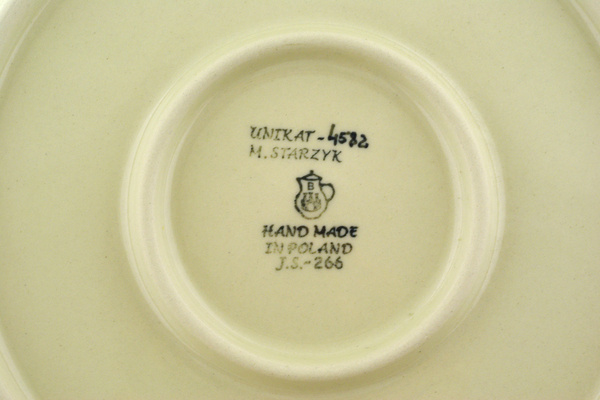 UNIKAT-4582
M.STARZYK
B
HAND MADE
IN POLAND
J.S.-266